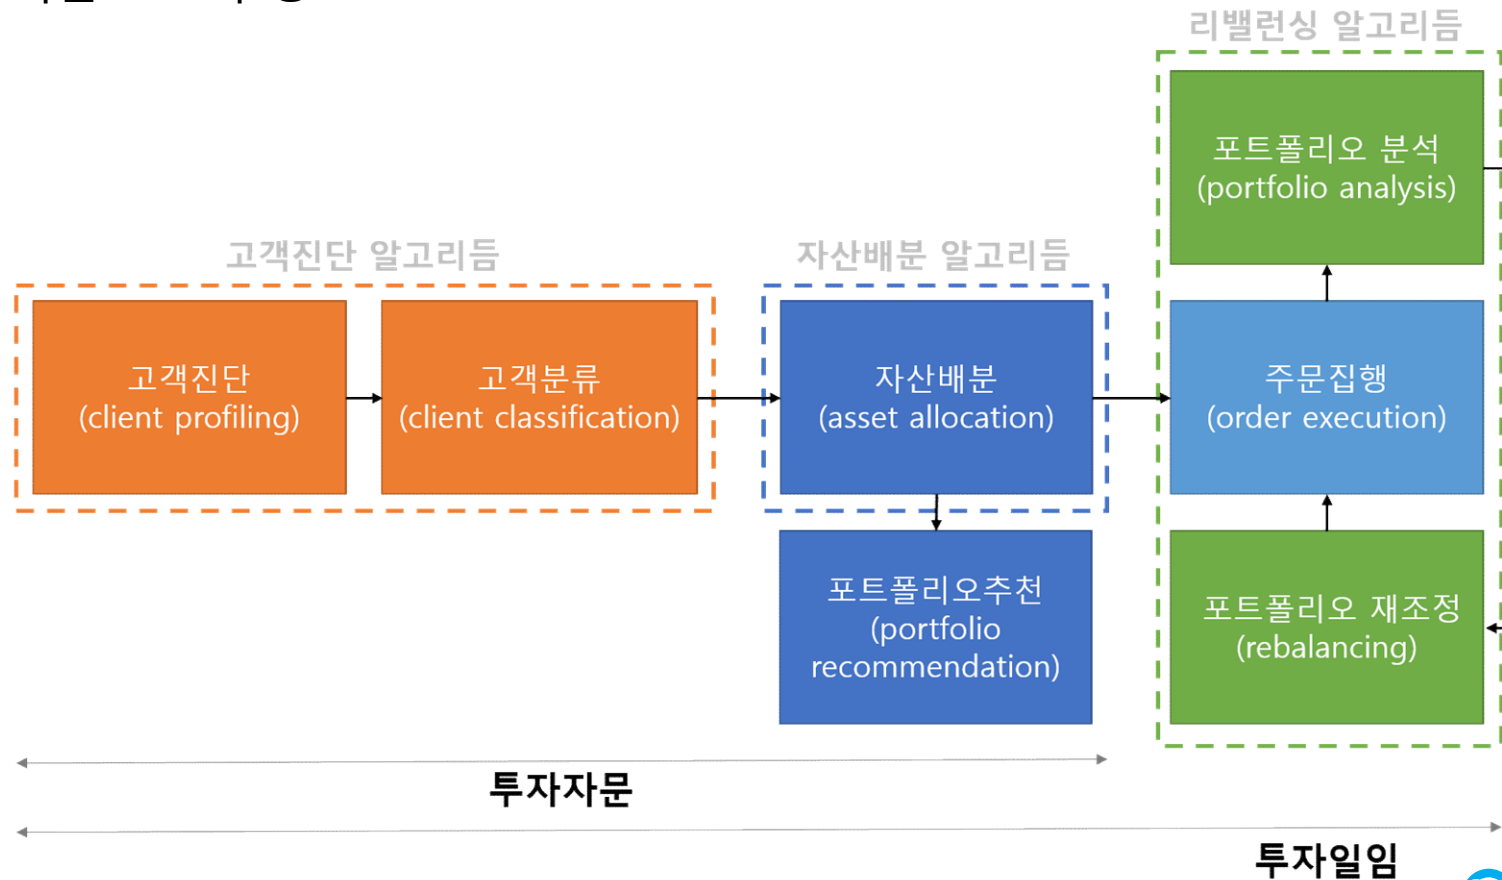 리밸런싱 알고리듬
포트폴리오 분석
(portfolio analysis)
고객진단 알고리듬
자산배분 알고리듬
고객진단
(client profiling)
고객분류
(client classification)
자산배분
(asset allocation)
주문집행
(order execution)
포트폴리오추천
(portfolio
recommendation)
포트폴리오 재조정
(rebalancing)
투자자문
투자일임